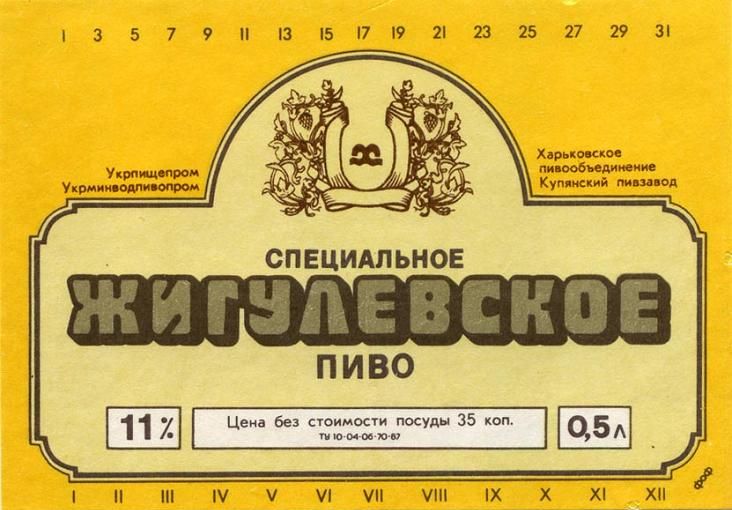 1 3 5 7 9 11 13 15 17 19 21 23 25 27 29 31
Укрпищепром
Укрминводпивопром
Харьковское
пивообъединение
Купянский пивзавод
СПЕЦИАЛЬНОЕ
ЖИГУЛЕВСКОЕ
ПИВО
11%
Цена без стоимости посуды 35 коп.
ТУ 10-04-06-70-87
0,5л
I II III IV V VI VII VIII IX X XI XII
фоф